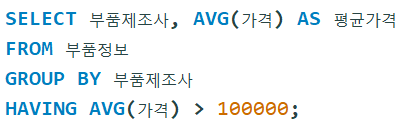 SELECT 부품제조사, AVG(가격) AS 평균가격
FROM 부품정보
GROUP BY 부품제조사
HAVING AVG(가격) > 100000;